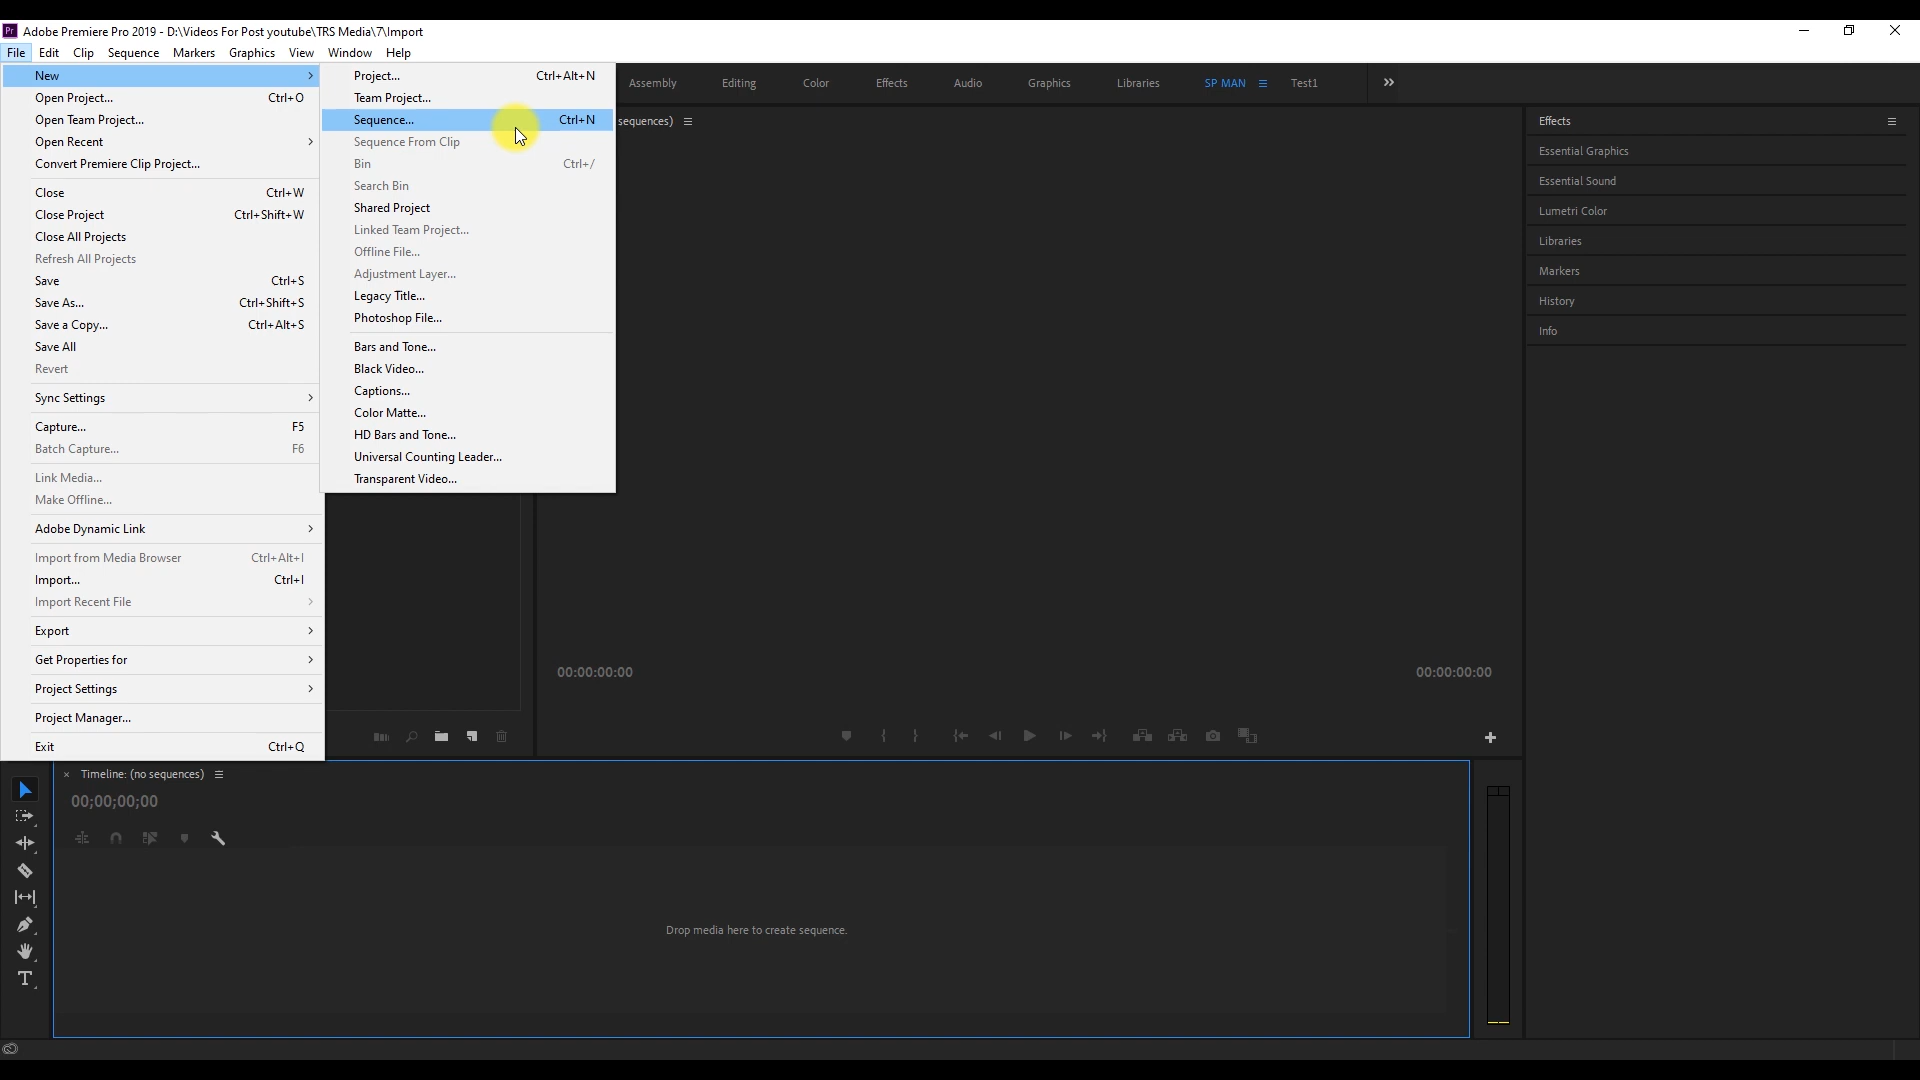 Pr Adobe Premiere Pro 2019 - D:\Videos For Post youtube\TRS Media\7\Import
File Edit Clip Sequence Markers Graphics View Window Help
Assembly Editing Color Effects Audio Graphics Libraries SP MAN Test1
New
Open Project... Ctrl+O
Open Team Project...
Open Recent
Convert Premiere Clip Project...
Close Ctrl+W
Close Project Ctrl+Shift+W
Close All Projects
Refresh All Projects
Save Ctrl+S
Save As... Ctrl+Shift+S
Save a Copy... Ctrl+Alt+S
Save All
Revert
Sync Settings
Capture... F5
Batch Capture... F6
Link Media...
Make Offline...
Adobe Dynamic Link
Import from Media Browser Ctrl+Alt+I
Import... Ctrl+I
Import Recent File
Export
Get Properties for
Project Settings
Project Manager...
Exit Ctrl+Q
Project... Ctrl+Alt+N
Team Project...
Sequence... Ctrl+N
Sequence From Clip
Bin Ctrl+/
Search Bin
Shared Project
Linked Team Project...
Offline File...
Adjustment Layer...
Legacy Title...
Photoshop File...
Bars and Tone...
Black Video...
Captions...
Color Matte...
HD Bars and Tone...
Universal Counting Leader...
Transparent Video...
sequences)
00:00:00:00 00:00:00:00
Effects
Essential Graphics
Essential Sound
Lumetri Color
Libraries
Markers
History
Info
Timeline: (no sequences)
00;00;00;00
Drop media here to create sequence.